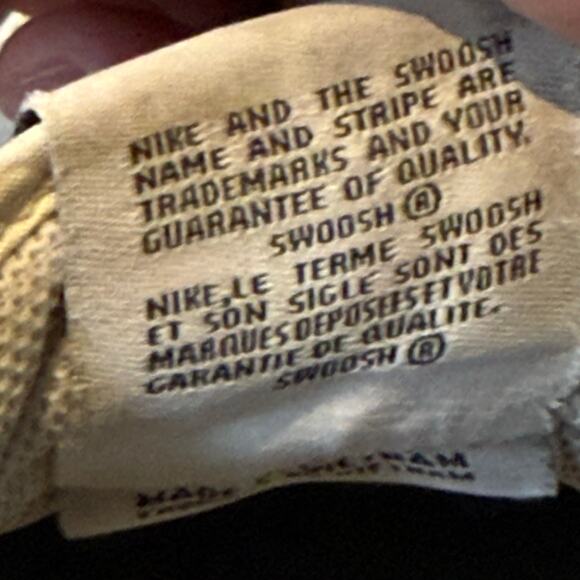 NIKE AND THE SWOOSH
NAME AND STRIPE ARE
TRADEMARKS AND YOUR
GUARANTEE OF QUALITY.
SWOOSH ®
NIKE,LE TERME SWOOSH
ET SON SIGLE SONT DES
MARQUES DEPOSEES ET VOTRE
GARANTIE DE QUALITE.
SWOOSH ®